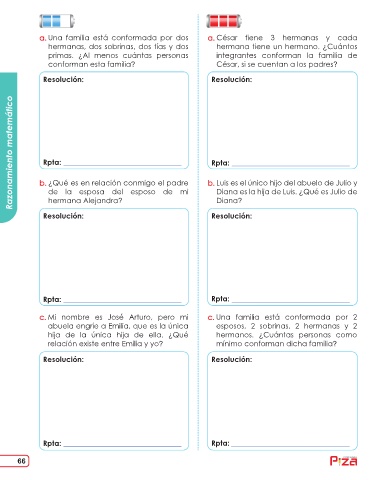 a. Una familia está conformada por dos
hermanas, dos sobrinas, dos tías y dos
primas. ¿Al menos cuántas personas
conforman esta familia?
Resolución:
Rpta:
b. ¿Qué es en relación conmigo el padre
de la esposa del esposo de mi
hermana Alejandra?
Resolución:
Rpta:
c. Mi nombre es José Arturo, pero mi
abuela engríe a Emilia, que es la única
hija de la única hija de ella. ¿Qué
relación existe entre Emilia y yo?
Resolución:
Rpta:
a. César tiene 3 hermanas y cada
hermana tiene un hermano. ¿Cuántos
integrantes conforman la familia de
César, si se cuentan a los padres?
Resolución:
Rpta:
b. Luis es el único hijo del abuelo de Julio y
Diana es la hija de Luis. ¿Qué es Julio de
Diana?
Resolución:
Rpta:
c. Una familia está conformada por 2
esposos, 2 sobrinas, 2 hermanas y 2
hermanos. ¿Cuántas personas como
mínimo conforman dicha familia?
Resolución:
Rpta:
Razonamiento matemático
66
Pizza